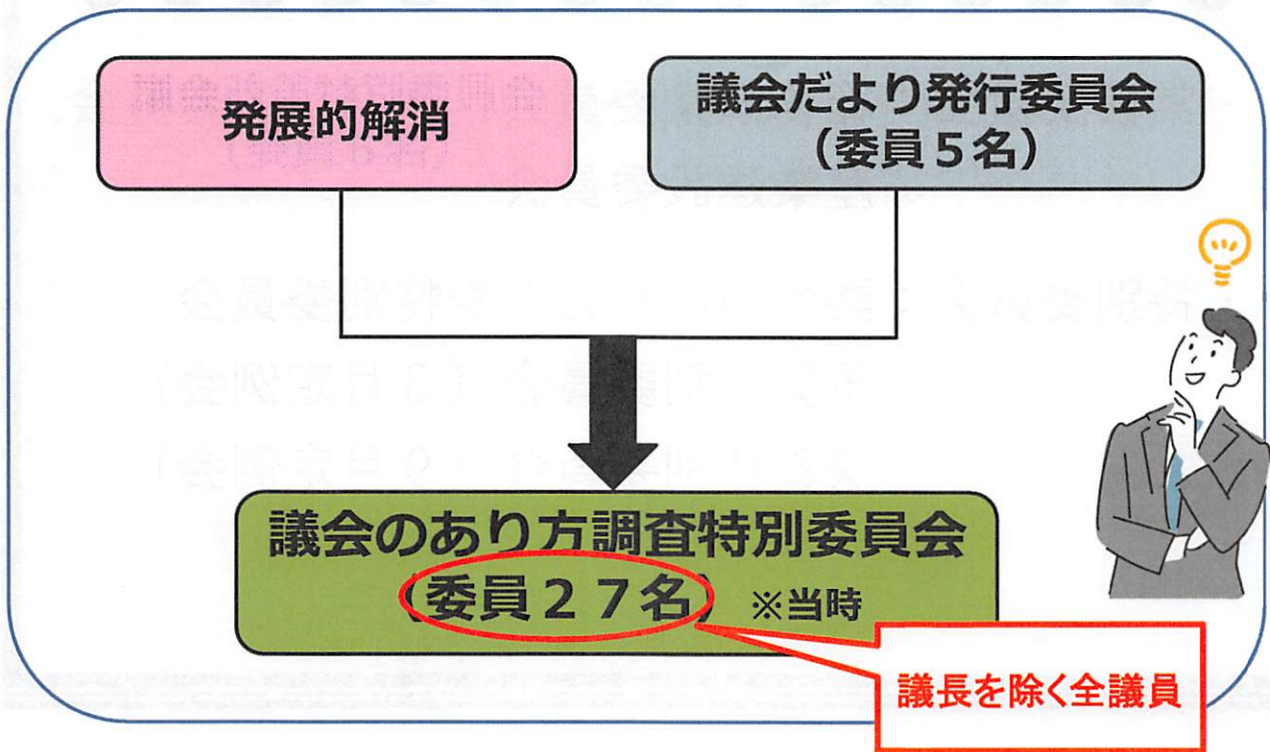 発展的解消
議会だより発行委員会
（委員５名）
議会のあり方調査特別委員会
（委員２７名）　※当時
議長を除く全議員